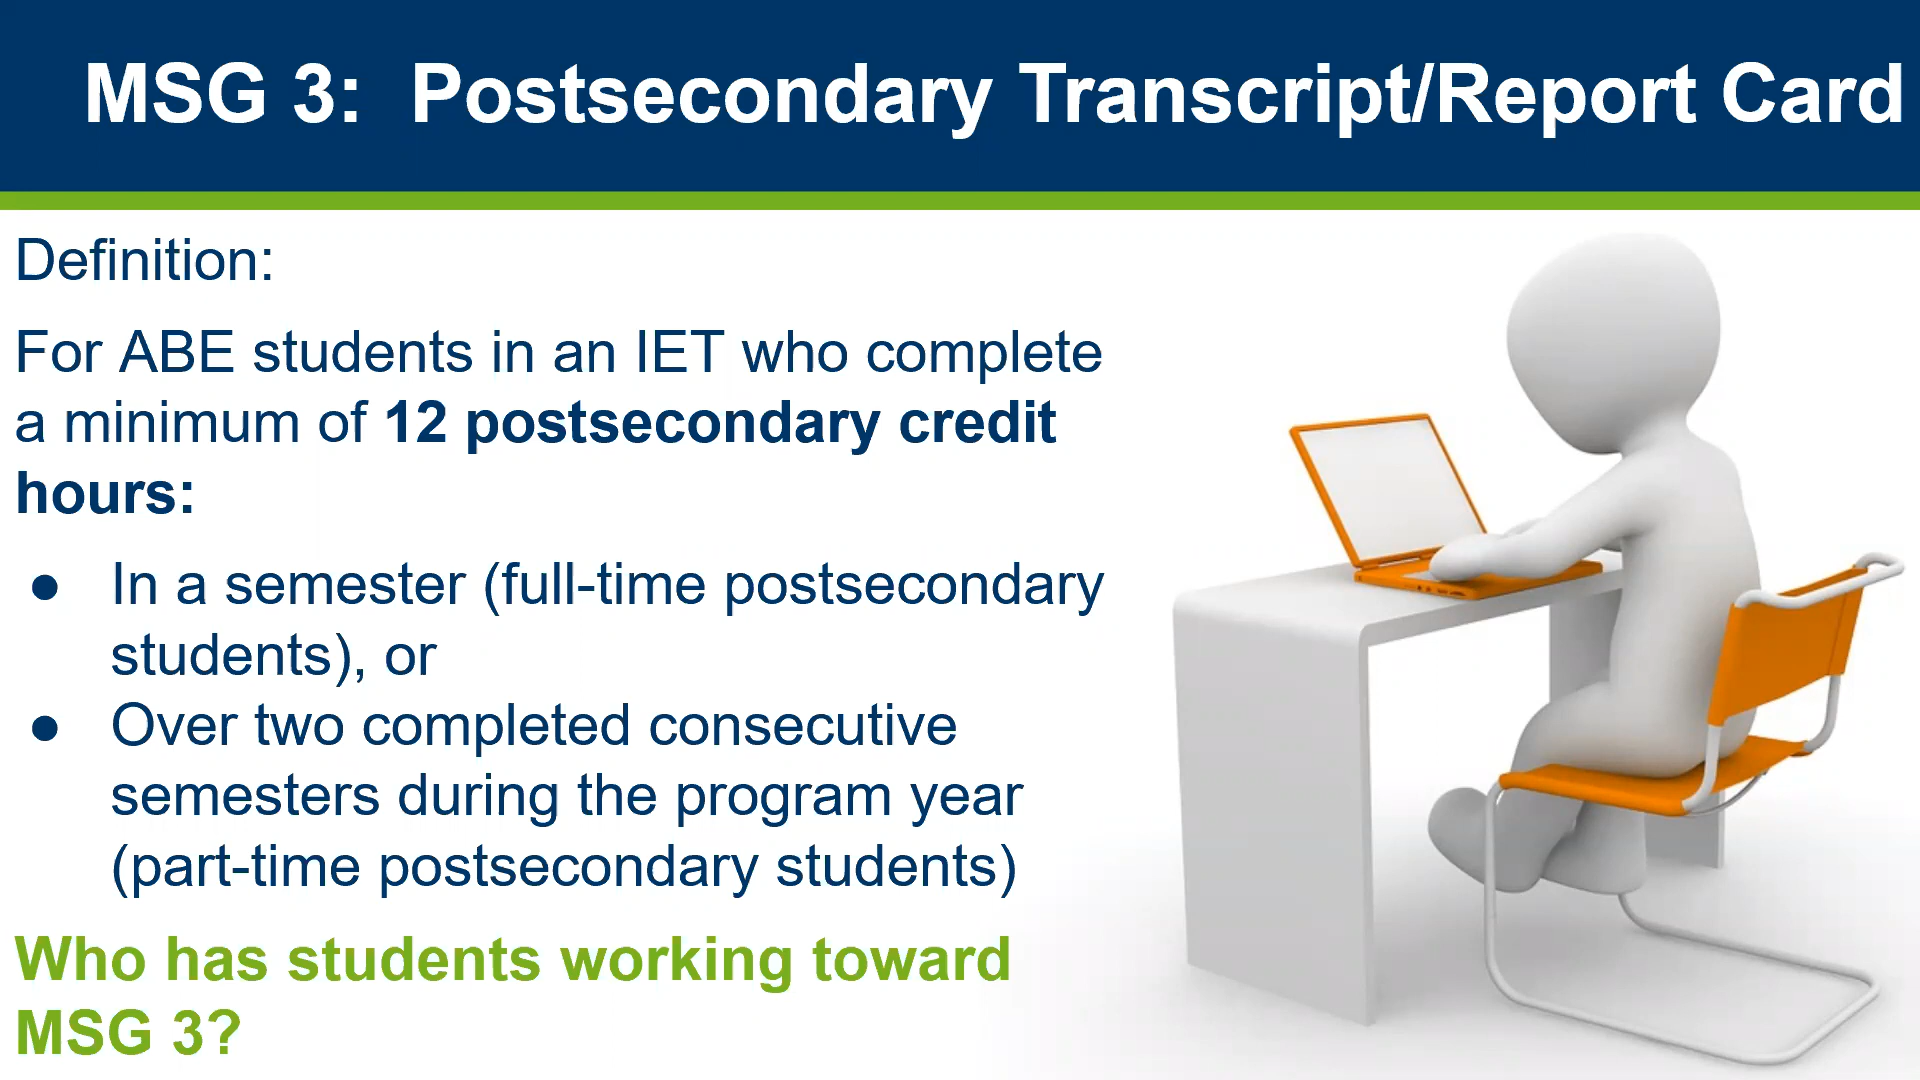 MSG 3:  Postsecondary Transcript/Report Card
Definition:
For ABE students in an IET who complete
a minimum of 12 postsecondary credit
hours:
● In a semester (full-time postsecondary
students), or
● Over two completed consecutive
semesters during the program year
(part-time postsecondary students)
Who has students working toward
MSG 3?